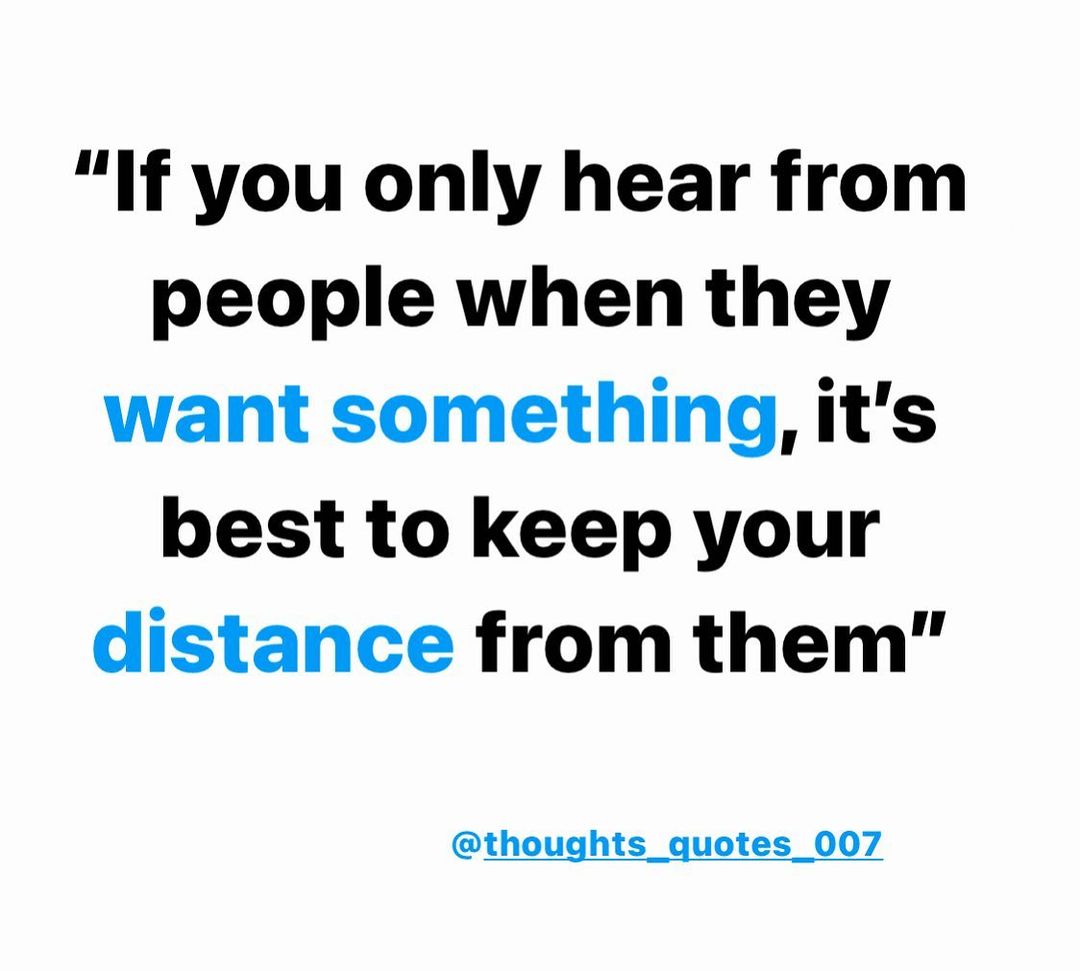 “If you only hear from
people when they
want something, it’s
best to keep your
distance from them”
@thoughts_quotes_007